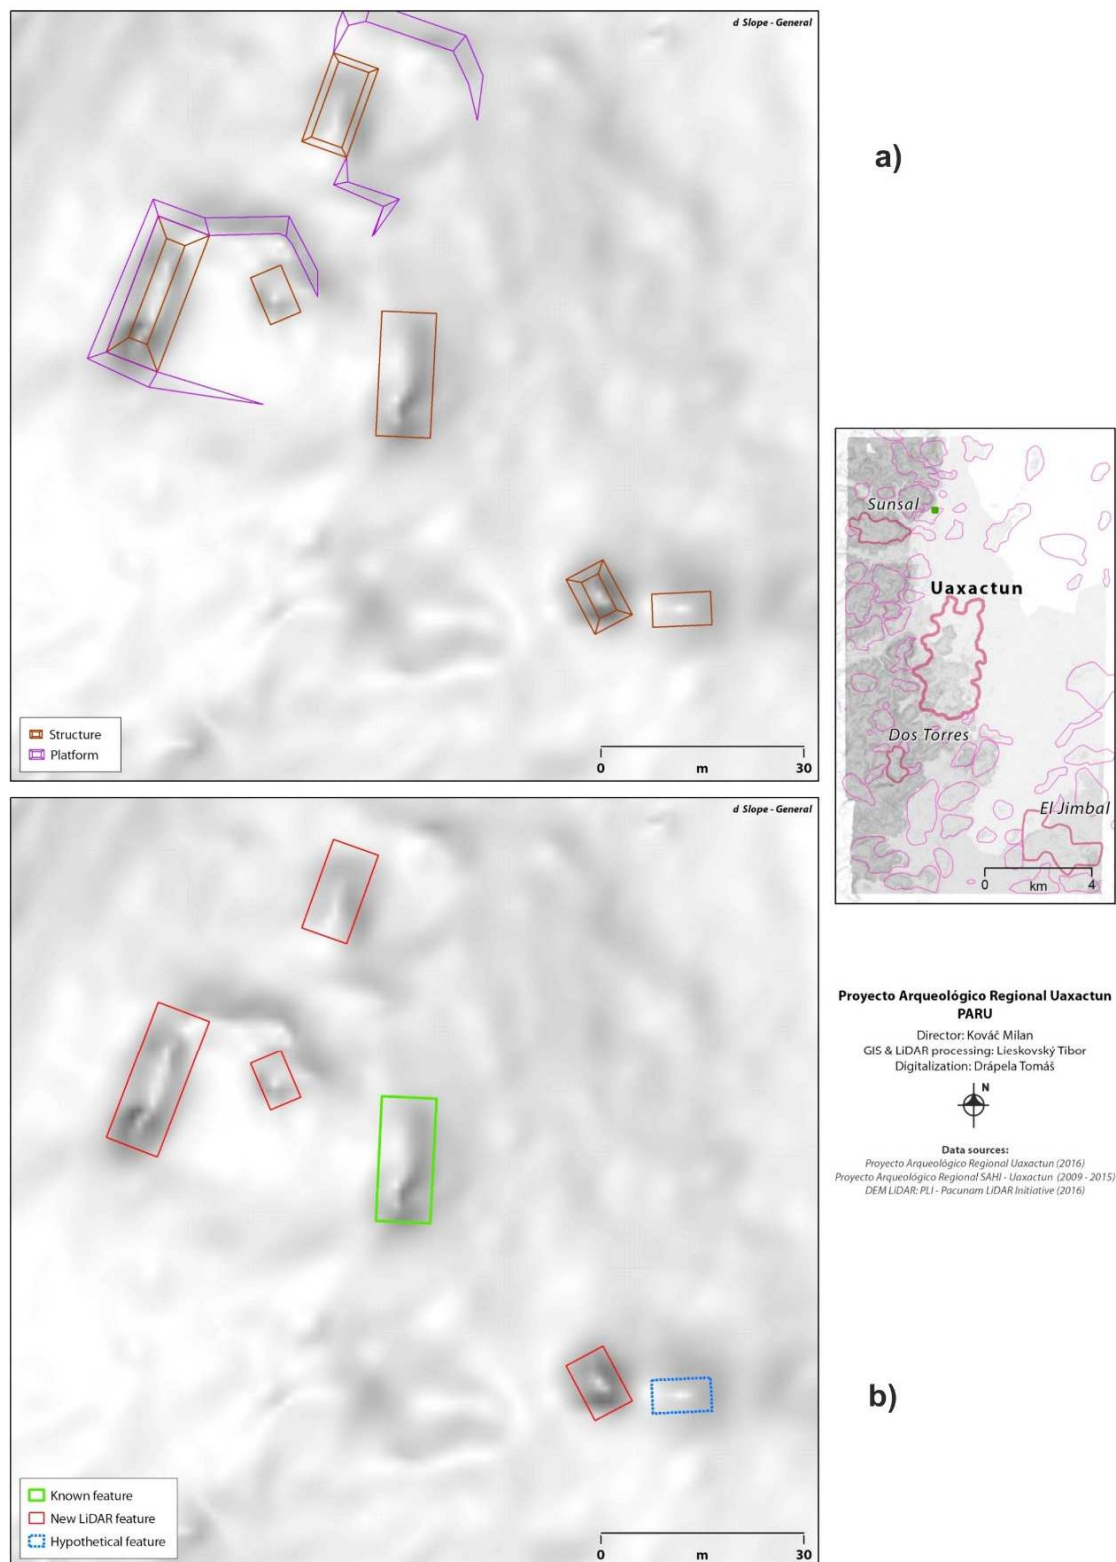 d Slope - General
a)
Structure
Platform
0 m 30
Sunsal
Uaxactun
Dos Torres
El Jimbal
0 km 4
d Slope - General
Proyecto Arqueológico Regional Uaxactun
PARU
Director: Kováč Milan
GIS & LiDAR processing: Lieskovský Tibor
Digitalization: Drápela Tomáš
N
Data sources:
Proyecto Arqueológico Regional Uaxactun (2016)
Proyecto Arqueológico Regional SAHI - Uaxactun (2009 - 2015)
DEM LiDAR: PLI - Pacunam LiDAR Initiative (2016)
b)
Known feature
New LiDAR feature
Hypothetical feature
0 m 30